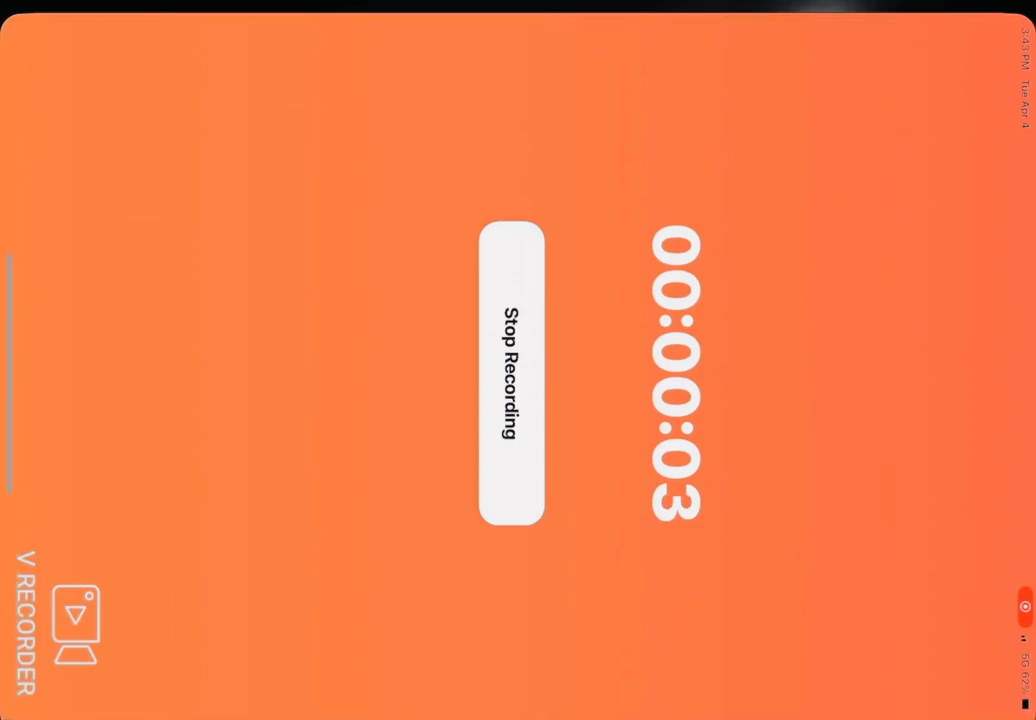 3:43 PM Tue Apr 4
5G 62%
00:00:03
Stop Recording
V RECORDER